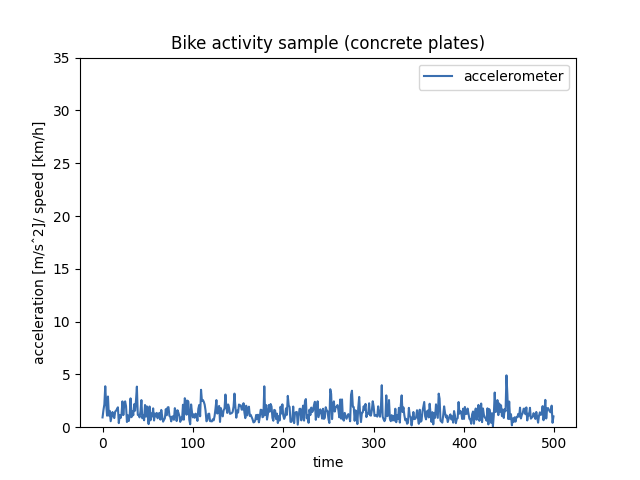 Bike activity sample (concrete plates)
accelerometer
35
30
25
20
15
10
5
0
acceleration [m/sˆ2]/ speed [km/h]
0 100 200 300 400 500
time